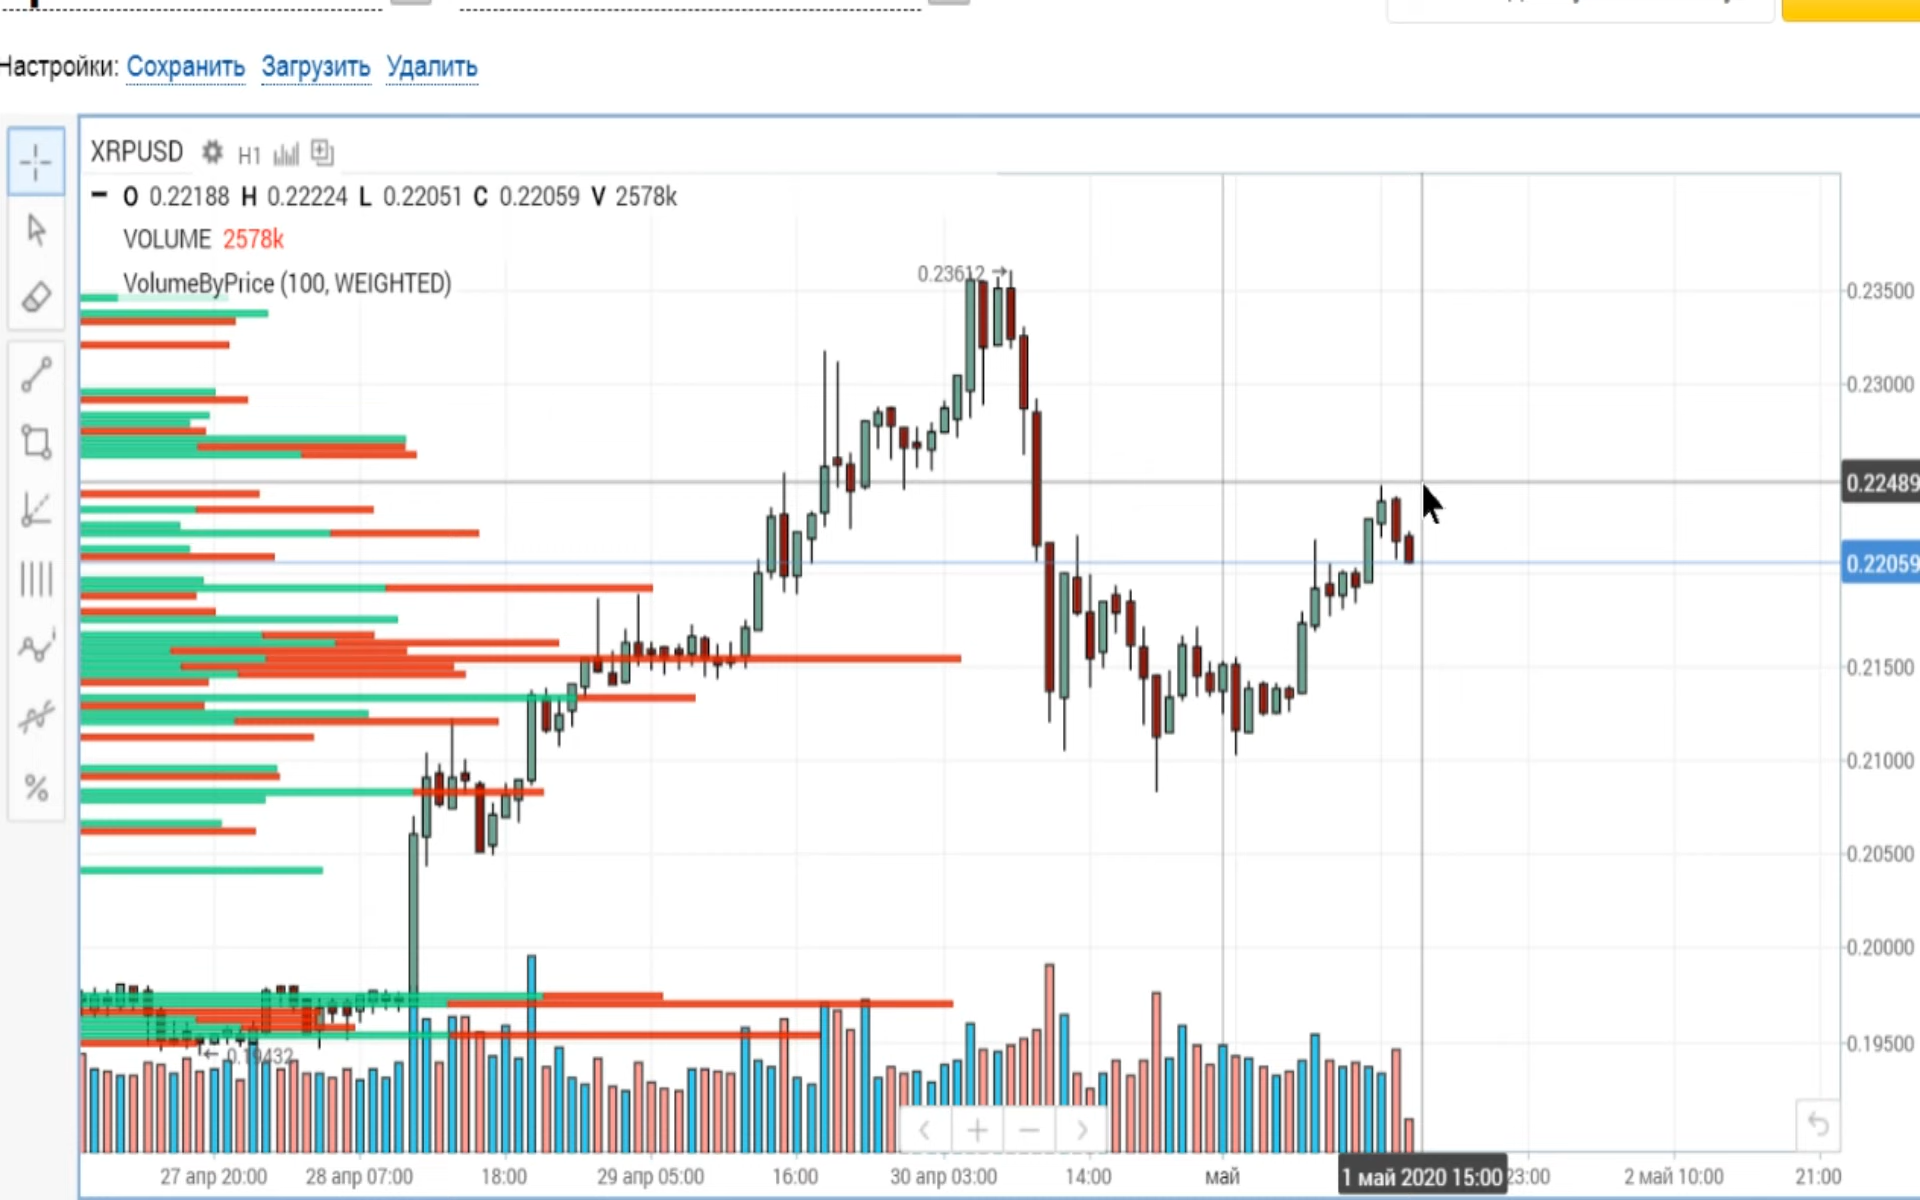 Настройки: Сохранить Загрузить Удалить
XRPUSD H1
O 0.22188 H 0.22224 L 0.22051 C 0.22059 V 2578k
VOLUME 2578k
VolumeByPrice (100, WEIGHTED)
0.23612
0.23500
0.23000
0.22489
0.22059
0.21500
0.21000
0.20500
0.20000
0.19500
0.19432
27 апр 20:00 28 апр 07:00 18:00 29 апр 05:00 16:00 30 апр 03:00 14:00 май 1 май 2020 15:00 23:00 2 май 10:00 21:00